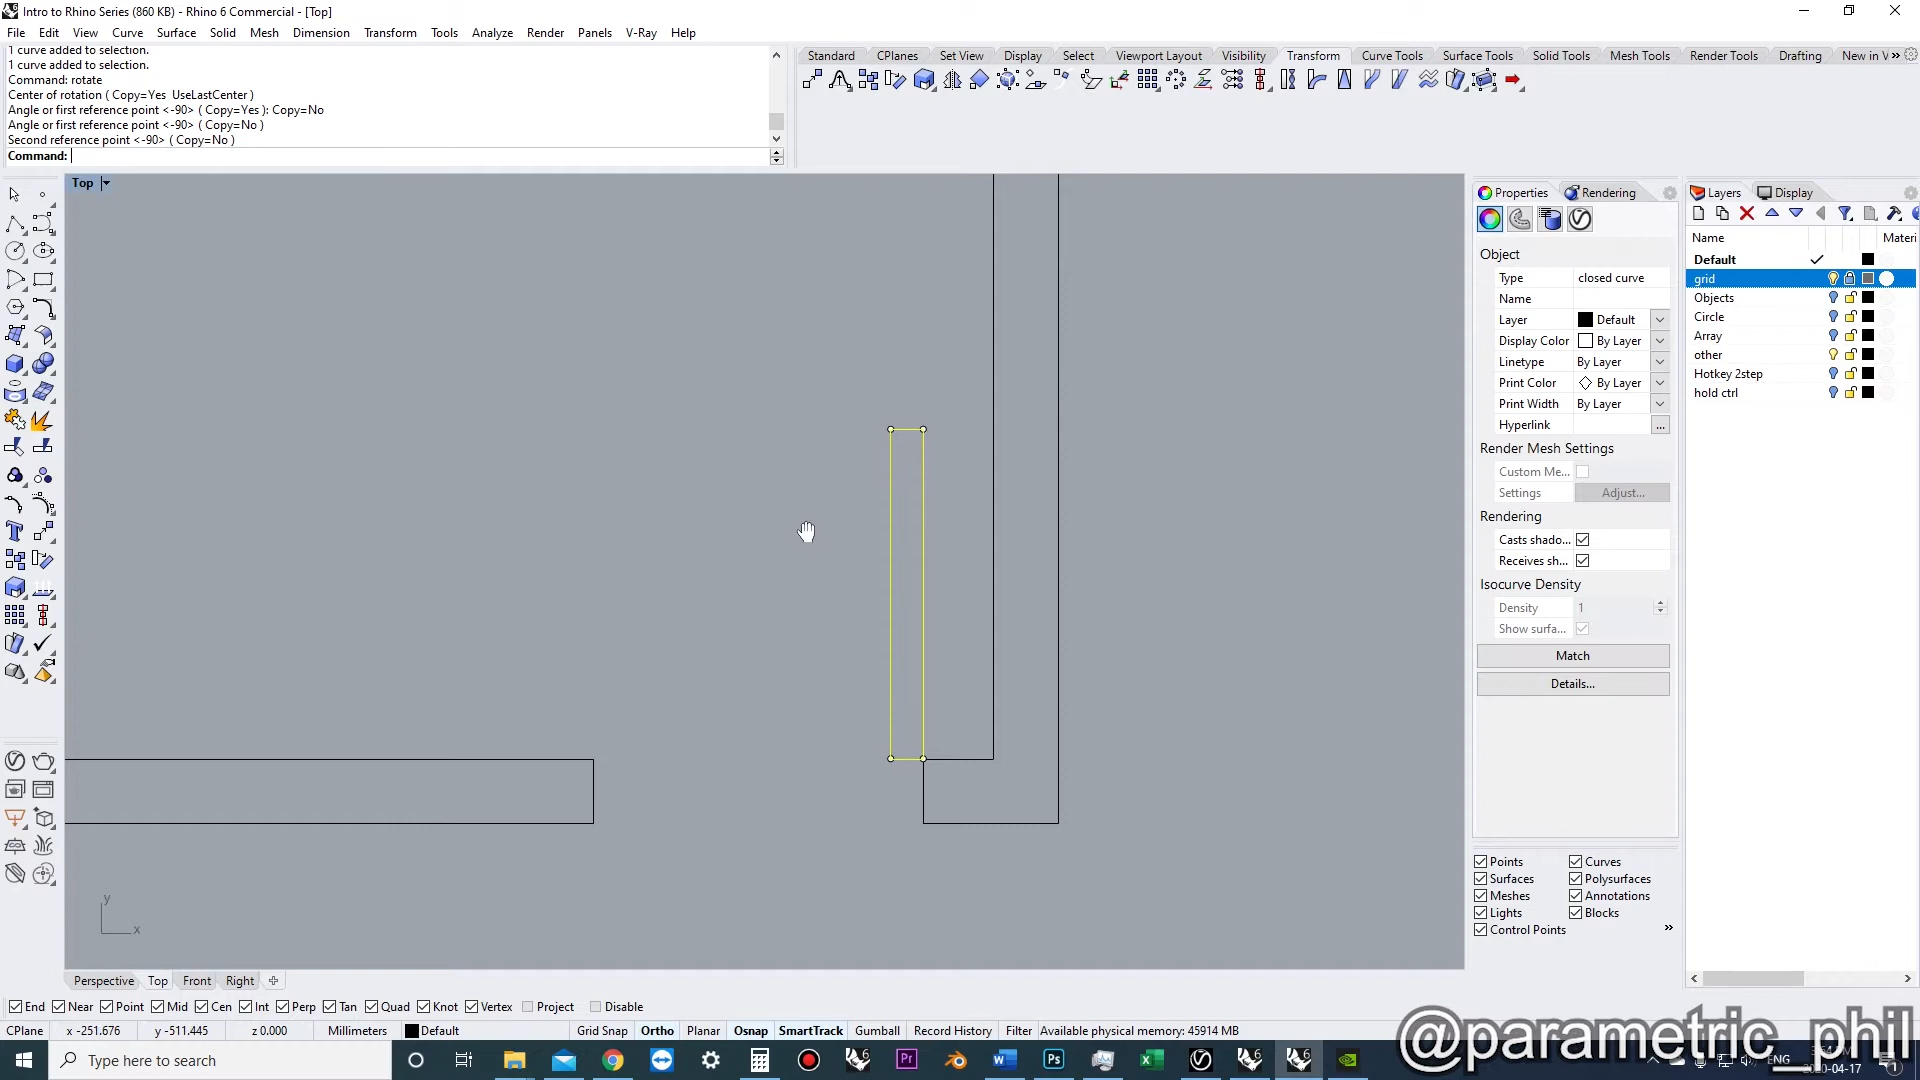 Intro to Rhino Series (860 KB) - Rhino 6 Commercial - [Top]
File Edit View Curve Surface Solid Mesh Dimension Transform Tools Analyze Render Panels V-Ray Help
1 curve added to selection.
1 curve added to selection.
Command: rotate
Center of rotation ( Copy=Yes UseLastCenter )
Angle or first reference point <-90> ( Copy=Yes ): Copy=No
Angle or first reference point <-90> ( Copy=No )
Second reference point <-90> ( Copy=No )
Command:
Standard CPlanes Set View Display Select Viewport Layout Visibility Transform Curve Tools Surface Tools Solid Tools Mesh Tools Render Tools Drafting New in V »
Top
Properties Rendering
Object
Type closed curve
Name
Layer Default
Display Color By Layer
Linetype By Layer
Print Color By Layer
Print Width By Layer
Hyperlink ...
Render Mesh Settings
Custom Me...
Settings Adjust...
Rendering
Casts shado...
Receives sh...
Isocurve Density
Density 1
Show surfa...
Match
Details...
Points Curves
Surfaces Polysurfaces
Meshes Annotations
Lights Blocks
Control Points »
Layers Display
Name Materi
Default
grid
Objects
Circle
Array
other
Hotkey 2step
hold ctrl
y
x
Perspective Top Front Right
End Near Point Mid Cen Int Perp Tan Quad Knot Vertex Project Disable
CPlane x -251.676 y -511.445 z 0.000 Millimeters Default Grid Snap Ortho Planar Osnap SmartTrack Gumball Record History Filter Available physical memory: 45914 MB
Type here to search
ENG
2020-04-17
@parametric_phil